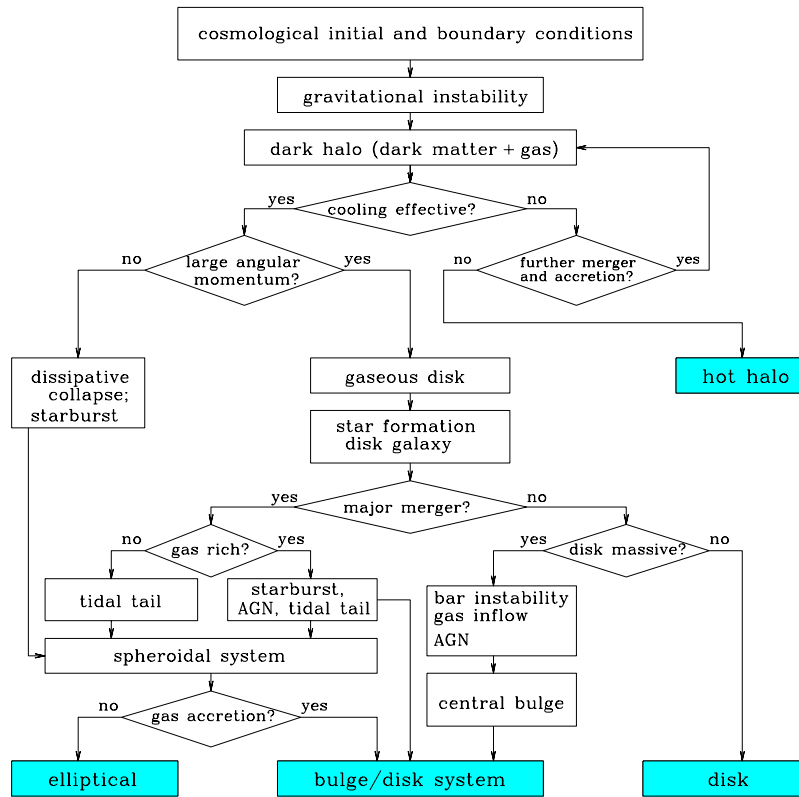 cosmological initial and boundary conditions
gravitational instability
dark halo (dark matter + gas)
yes
cooling effective?
no
no
large angular
momentum?
yes
no
further merger
and accretion?
yes
dissipative
collapse;
starburst
gaseous disk
hot halo
star formation
disk galaxy
yes
major merger?
no
no
gas rich?
yes
yes
disk massive?
no
tidal tail
starburst,
AGN, tidal tail
bar instability
gas inflow
AGN
spheroidal system
central bulge
no
gas accretion?
yes
elliptical
bulge/disk system
disk